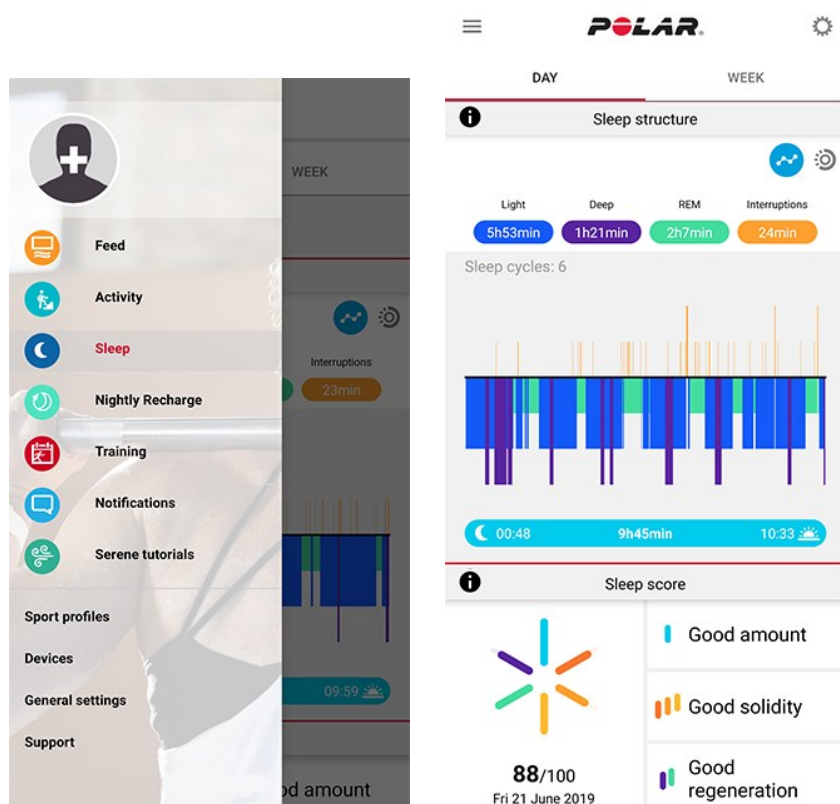 WEEK
Feed
Activity
Sleep
Interruptions
Nightly Recharge
23min
Training
Notifications
Serene tutorials
Sport profiles
Devices
09:59
General settings
Support
od amount
POLAR
DAY
WEEK
Sleep structure
Light
Deep
REM
Interruptions
5h53min
1h21min
2h7min
24min
Sleep cycles: 6
00:48
9h45min
10:33
Sleep score
Good amount
Good solidity
88/100
Fri 21 June 2019
Good
regeneration